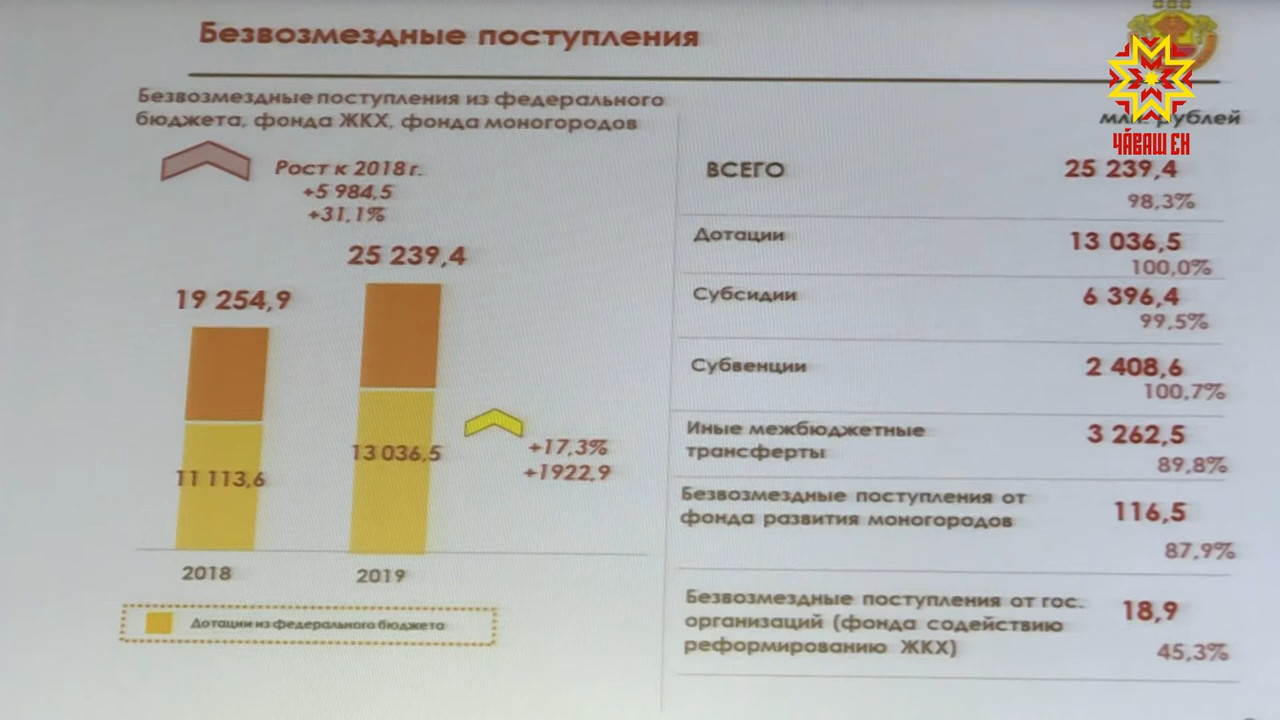 Безвозмездные поступления
Безвозмездные поступления из федерального
бюджета, фонда ЖКХ, фонда моногородов
Рост к 2018 г.
+5 984,5
+31,1%
25 239,4
19 254,9
13 036,5
11 113,6
+17,3%
+1922,9
2018
2019
Дотации из федерального бюджета
млн. рублей
ЧӐВАШ ЕН
ВСЕГО
25 239,4
98,3%
Дотации
13 036,5
100,0%
Субсидии
6 396,4
99,5%
Субвенции
2 408,6
100,7%
Иные межбюджетные
трансферты
3 262,5
89,8%
Безвозмездные поступления от
фонда развития моногородов
116,5
87,9%
Безвозмездные поступления от гос.
организаций (фонда содействию
реформированию ЖКХ)
18,9
45,3%